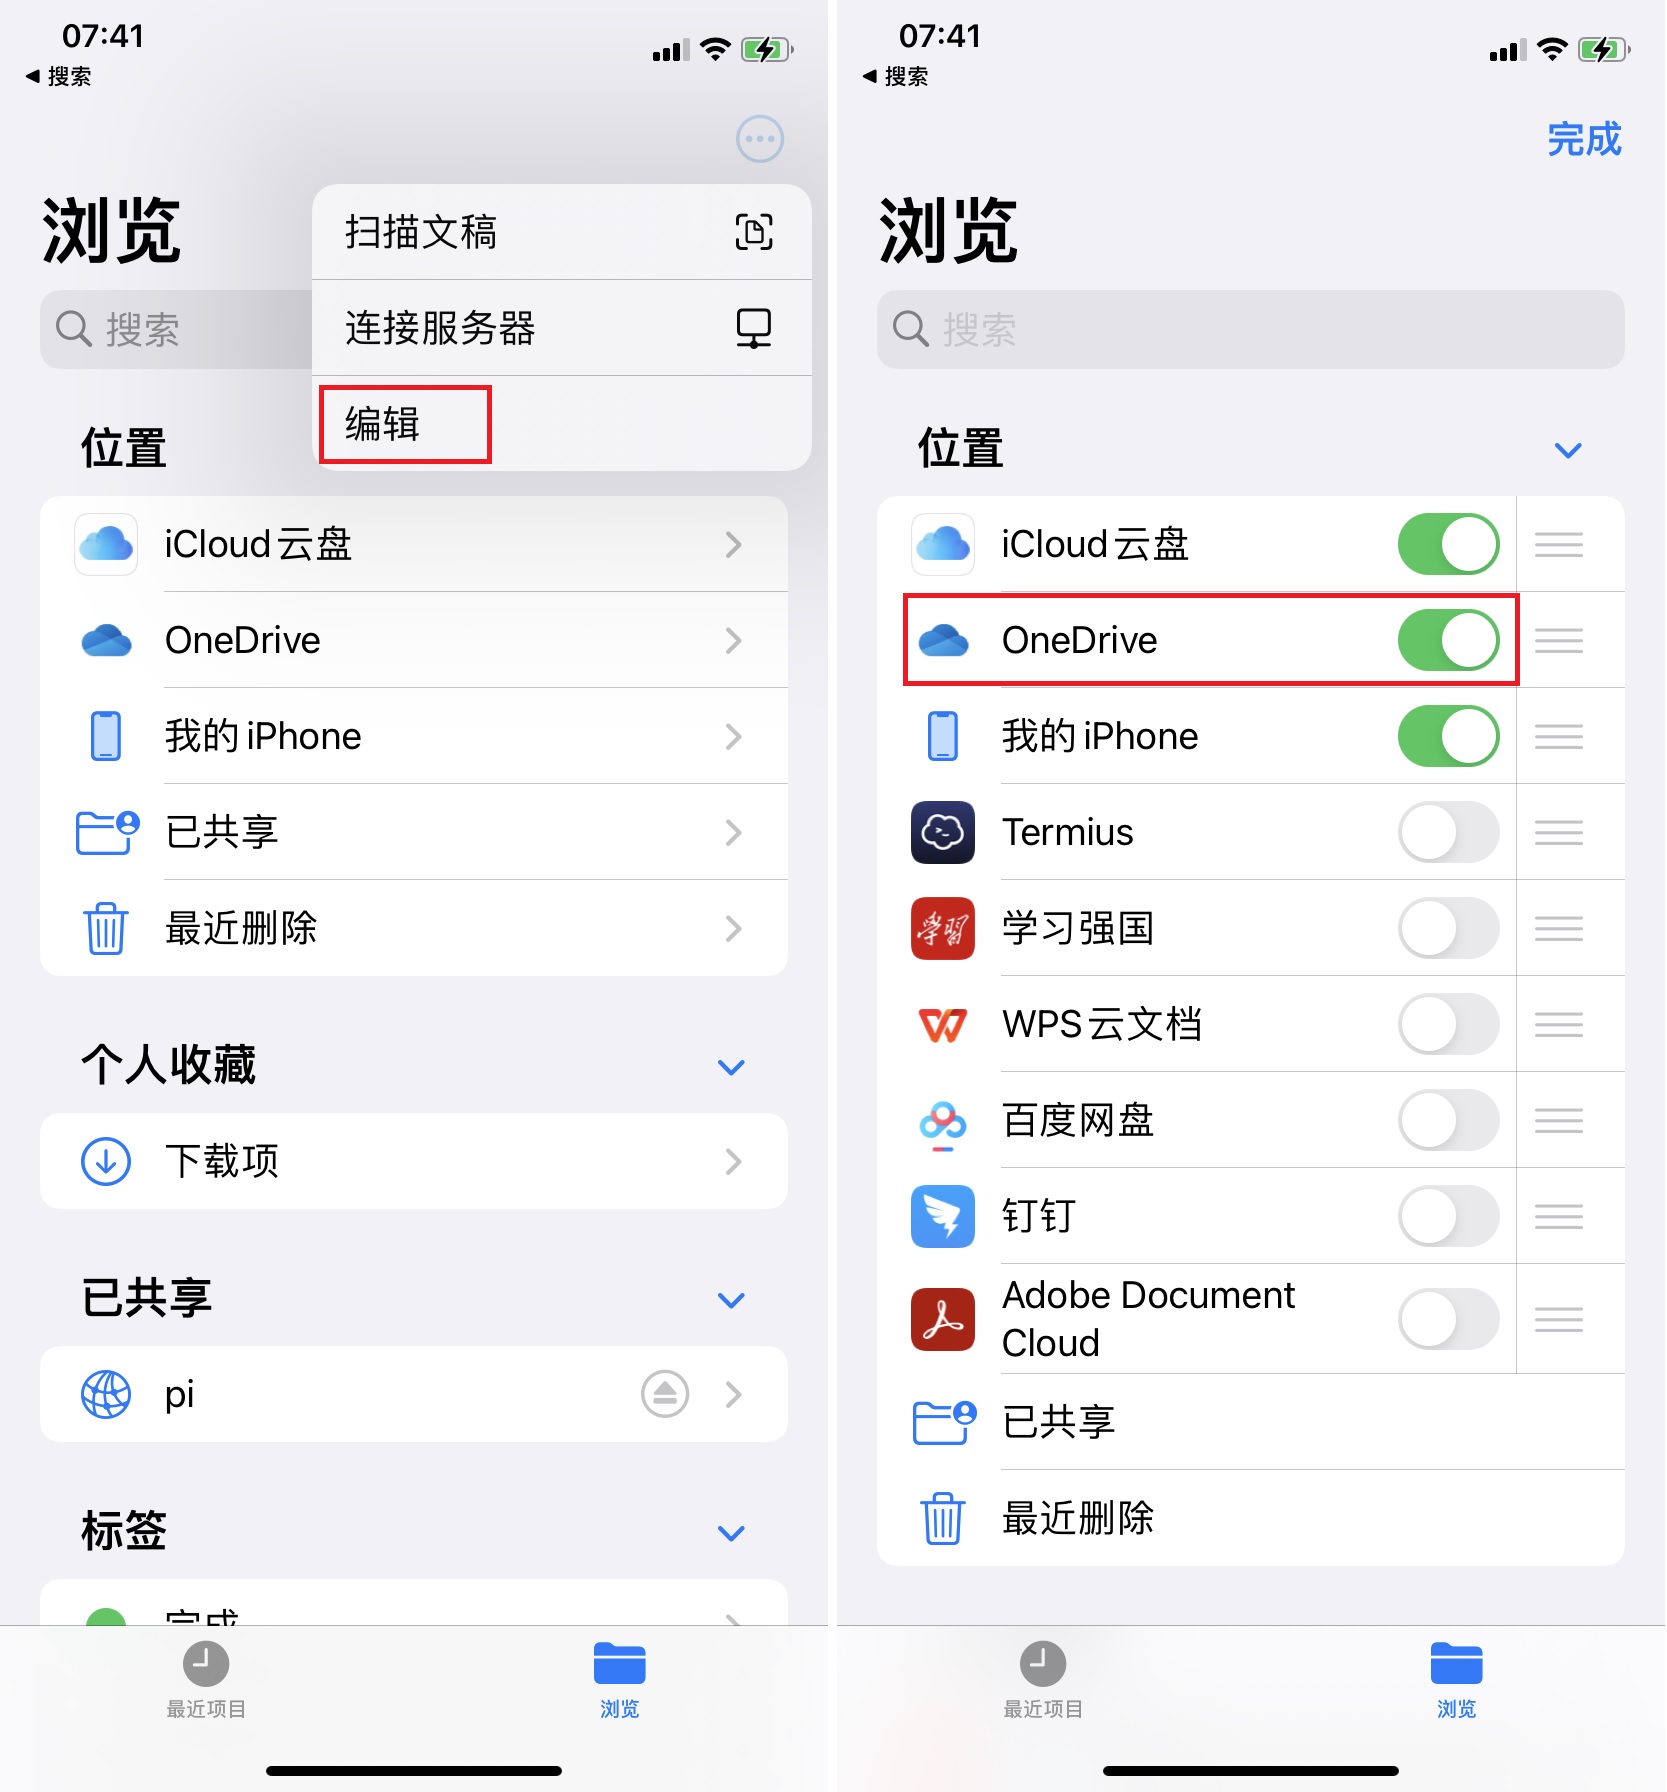 07:41
搜索
浏览
扫描文稿
连接服务器
编辑
搜索
位置
iCloud云盘
OneDrive
我的 iPhone
已共享
最近删除
个人收藏
下载项
已共享
pi
标签
完成
最近项目
浏览
07:41
搜索
完成
浏览
搜索
位置
iCloud云盘
OneDrive
我的 iPhone
Termius
學習
学习强国
WPS云文档
百度网盘
钉钉
Adobe Document
Cloud
已共享
最近删除
最近项目
浏览